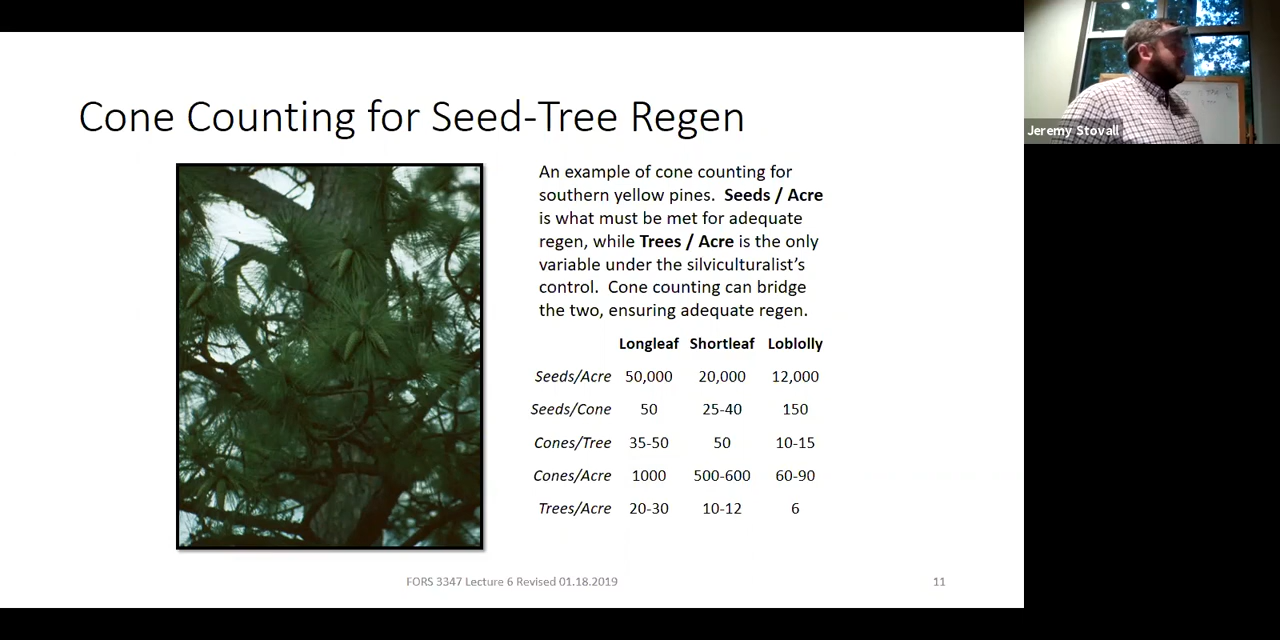 Cone Counting for Seed-Tree Regen
An example of cone counting for
southern yellow pines. Seeds / Acre
is what must be met for adequate
regen, while Trees / Acre is the only
variable under the silviculturalist's
control. Cone counting can bridge
the two, ensuring adequate regen.
Longleaf Shortleaf Loblolly
Seeds/Acre 50,000 20,000 12,000
Seeds/Cone 50 25-40 150
Cones/Tree 35-50 50 10-15
Cones/Acre 1000 500-600 60-90
Trees/Acre 20-30 10-12 6
FORS 3347 Lecture 6 Revised 01.18.2019
11
Jeremy Stovall